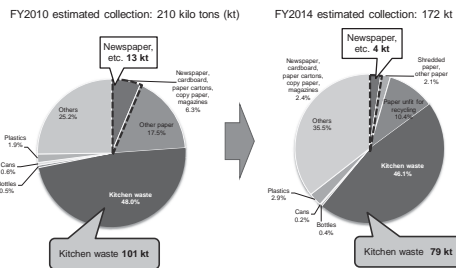 FY2010 estimated collection: 210 kilo tons (kt)
Newspaper,
etc. 13 kt
Newspaper,
cardboard,
paper cartons,
copy paper,
magazines
6.3%
Others
25.2%
Other paper
17.5%
Plastics
1.9%
Cans
0.6%
Bottles
0.5%
Kitchen waste
48.0%
Kitchen waste 101 kt
FY2014 estimated collection: 172 kt
Newspaper,
etc. 4 kt
Newspaper,
cardboard,
paper cartons,
copy paper,
magazines
2.4%
Shredded
paper,
other paper
2.1%
Paper unfit for
recycling
10.4%
Others
35.5%
Kitchen waste
46.1%
Plastics
2.9%
Cans
0.2%
Bottles
0.4%
Kitchen waste 79 kt